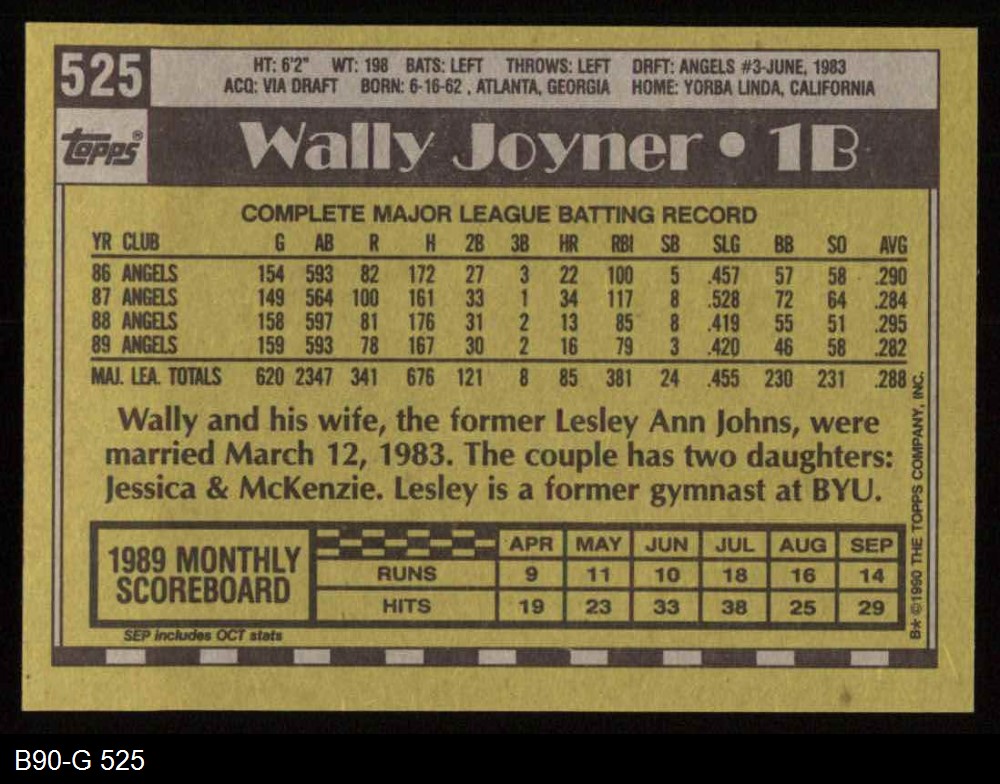 525
HT: 6'2" WT: 198 BATS: LEFT THROWS: LEFT DRFT: ANGELS #3-JUNE, 1983
ACQ: VIA DRAFT BORN: 6-16-62 , ATLANTA, GEORGIA HOME: YORBA LINDA, CALIFORNIA
topps®
Wally Joyner • 1B
COMPLETE MAJOR LEAGUE BATTING RECORD
YR CLUB G AB R H 2B 3B HR RBI SB SLG BB SO AVG
86 ANGELS 154 593 82 172 27 3 22 100 5 .457 57 58 .290
87 ANGELS 149 564 100 161 33 1 34 117 8 .528 72 64 .284
88 ANGELS 158 597 81 176 31 2 13 85 8 .419 55 51 .295
89 ANGELS 159 593 78 167 30 2 16 79 3 .420 46 58 .282
MAJ. LEA. TOTALS 620 2347 341 676 121 8 85 381 24 .455 230 231 .288
Wally and his wife, the former Lesley Ann Johns, were
married March 12, 1983. The couple has two daughters:
Jessica & McKenzie. Lesley is a former gymnast at BYU.
1989 MONTHLY
SCOREBOARD
APR MAY JUN JUL AUG SEP
RUNS 9 11 10 18 16 14
HITS 19 23 33 38 25 29
SEP includes OCT stats
B* ©1990 THE TOPPS COMPANY, INC.
B90-G 525